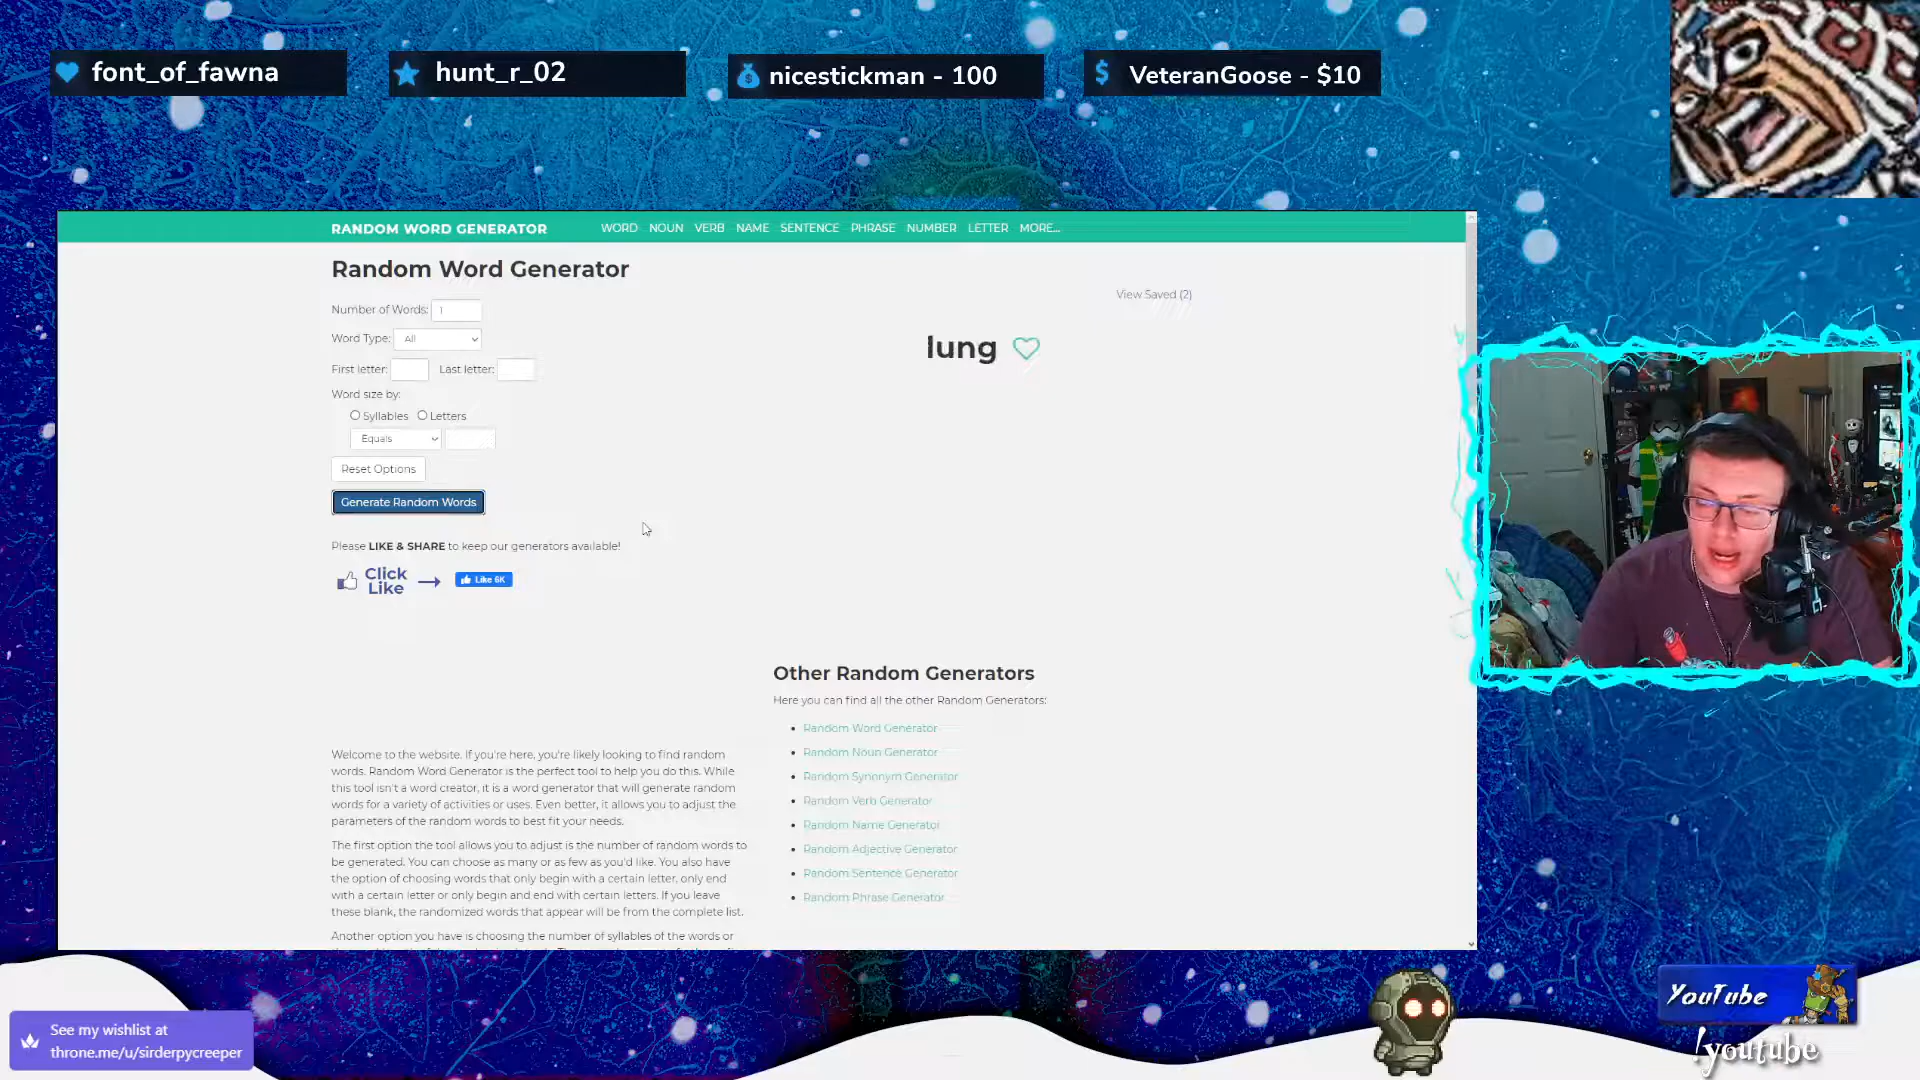 font_of_fawna
hunt_r_02
nicestickman - 100
VeteranGoose - $10
RANDOM WORD GENERATOR
WORD NOUN VERB NAME SENTENCE PHRASE NUMBER LETTER MORE...
Random Word Generator
View Saved (2)
Number of Words: 1
lung
Word Type: All
First letter: Last letter:
Word size by:
Syllables Letters
Equals
Reset Options
Generate Random Words
Please LIKE & SHARE to keep our generators available!
Click
Like
Like 6K
Other Random Generators
Here you can find all the other Random Generators:
Random Word Generator
Random Noun Generator
Random Synonym Generator
Random Verb Generator
Random Name Generator
Random Adjective Generator
Random Sentence Generator
Random Phrase Generator
Welcome to the website. If you're here, you're likely looking to find random
words. Random Word Generator is the perfect tool to help you do this. While
this tool isn't a word creator, it is a word generator that will generate random
words for a variety of activities or uses. Even better, it allows you to adjust the
parameters of the random words to best fit your needs.
The first option the tool allows you to adjust is the number of random words to
be generated. You can choose as many or as few as you'd like. You also have
the option of choosing words that only begin with a certain letter, only end
with a certain letter or only begin and end with certain letters. If you leave
these blank, the randomized words that appear will be from the complete list.
Another option you have is choosing the number of syllables of the words or
See my wishlist at
throne.me/u/sirderpycreeper
YouTube
!youtube